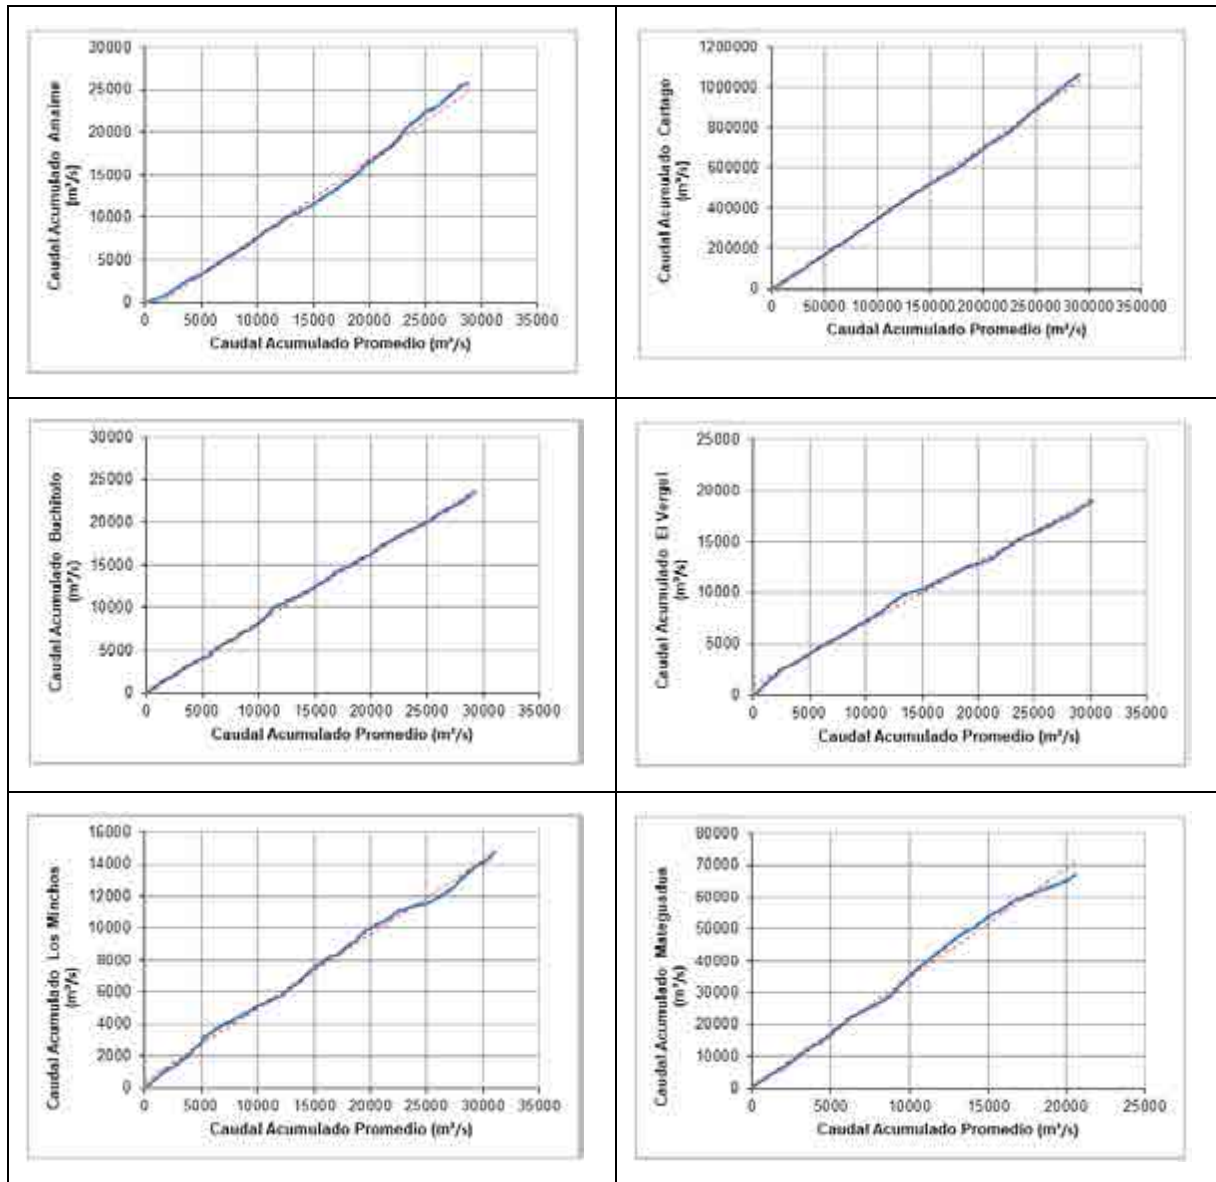 30000
25000
20000
15000
10000
5000
0
0 5000 10000 15000 20000 25000 30000 35000
Caudal Acumulado Amaime
(m³/s)
Caudal Acumulado Promedio (m³/s)
1200000
1000000
800000
600000
400000
200000
0
0 50000 100000 150000 200000 250000 300000 350000
Caudal Acumulado Cartago
(m³/s)
Caudal Acumulado Promedio (m³/s)
30000
25000
20000
15000
10000
5000
0
0 5000 10000 15000 20000 25000 30000 35000
Caudal Acumulado Buchitolo
(m³/s)
Caudal Acumulado Promedio (m³/s)
25000
20000
15000
10000
5000
0
0 5000 10000 15000 20000 25000 30000 35000
Caudal Acumulado El Vergel
(m³/s)
Caudal Acumulado Promedio (m³/s)
16000
14000
12000
10000
8000
6000
4000
2000
0
0 5000 10000 15000 20000 25000 30000 35000
Caudal Acumulado Los Minchos
(m³/s)
Caudal Acumulado Promedio (m³/s)
80000
70000
60000
50000
40000
30000
20000
10000
0
0 5000 10000 15000 20000 25000
Caudal Acumulado Mateguadua
(m³/s)
Caudal Acumulado Promedio (m³/s)